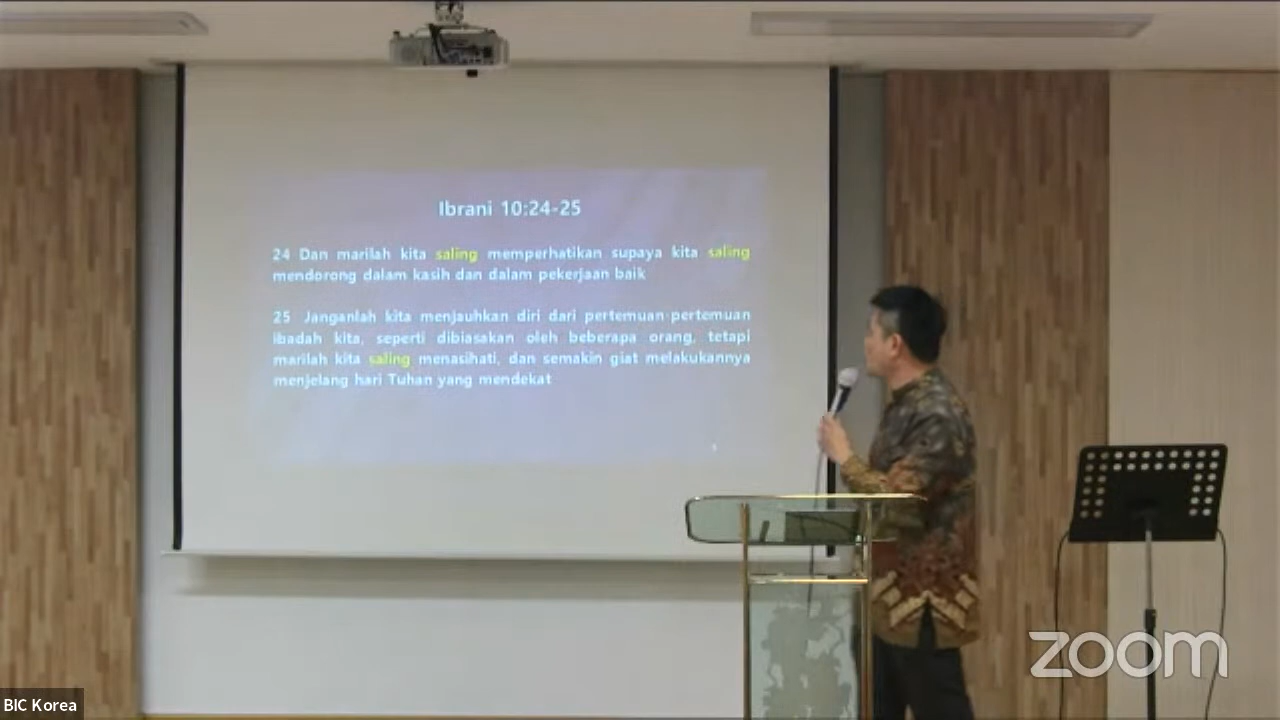 Ibrani 10:24-25
24 Dan marilah kita saling memperhatikan supaya kita saling
mendorong dalam kasih dan dalam pekerjaan baik
25 Janganlah kita menjauhkan diri dari pertemuan-pertemuan
ibadah kita, seperti dibiasakan oleh beberapa orang, tetapi
marilah kita saling menasihati, dan semakin giat melakukannya
menjelang hari Tuhan yang mendekat
zoom
BIC Korea